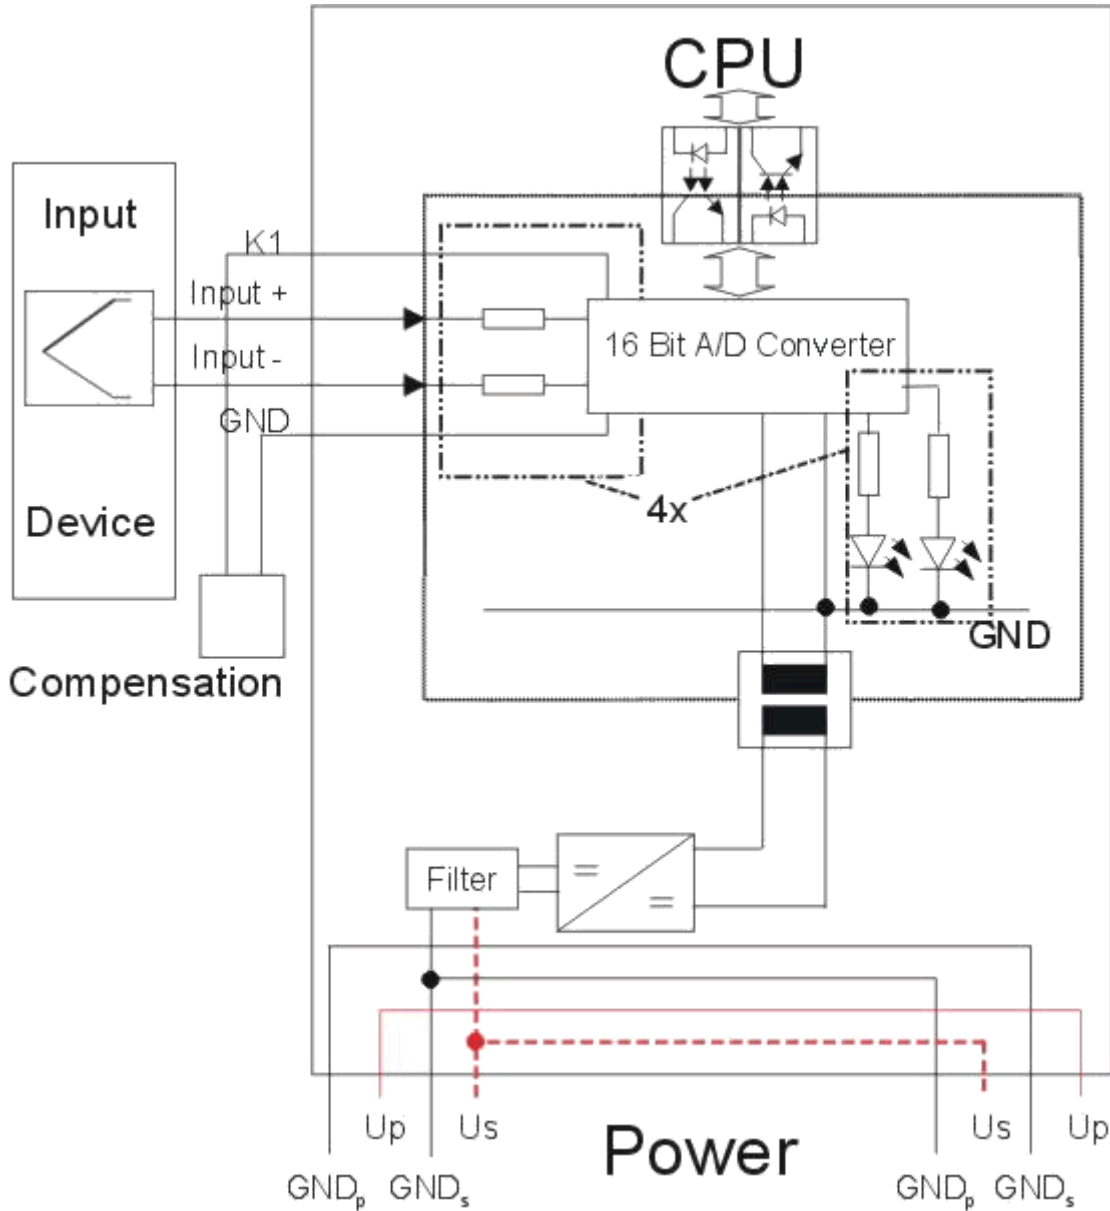 CPU
Input
K1
Input +
Input -
GND
16 Bit A/D Converter
Device
4x
GND
Compensation
Filter
Up
Us
Power
Us
Up
GNDp
GNDs
GNDp
GNDs